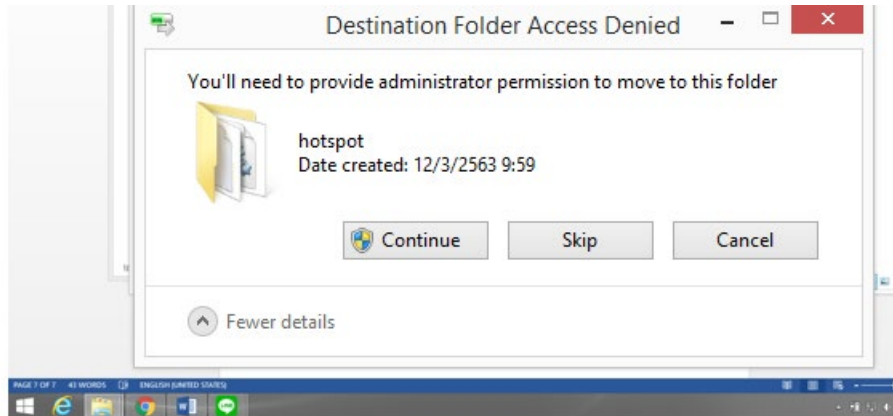 Destination Folder Access Denied
You'll need to provide administrator permission to move to this folder
hotspot
Date created: 12/3/2563 9:59
Continue
Skip
Cancel
Fewer details
PAGE 7 OF 7 43 WORDS ENGLISH (UNITED STATES)